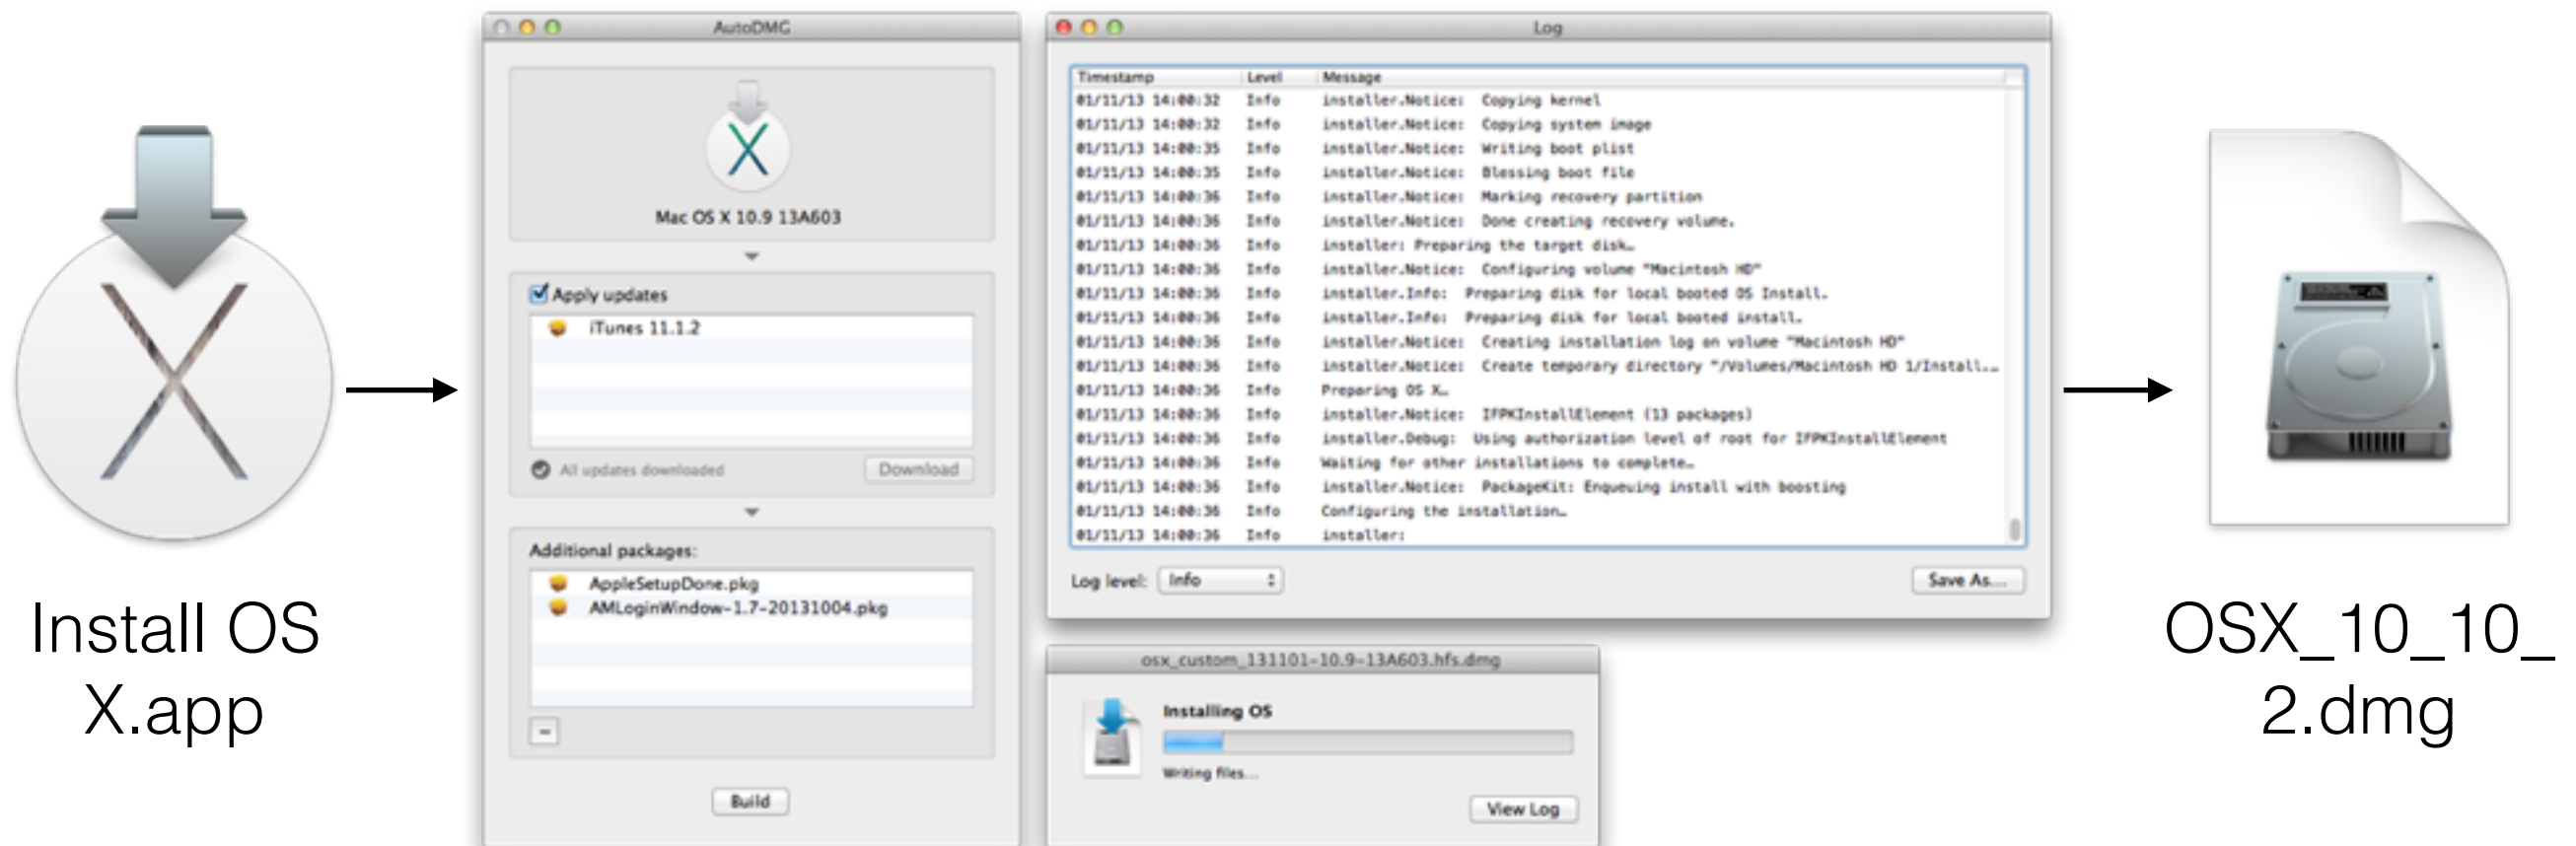 Install OS
X.app
AutoDMG
Mac OS X 10.9 13A603
Apply updates
iTunes 11.1.2
All updates downloaded
Download
Additional packages:
AppleSetupDone.pkg
AMLoginWindow-1.7-20131004.pkg
-
Build
Log
Timestamp Level Message
01/11/13 14:00:32 Info installer.Notice: Copying kernel
01/11/13 14:00:32 Info installer.Notice: Copying system image
01/11/13 14:00:35 Info installer.Notice: Writing boot plist
01/11/13 14:00:35 Info installer.Notice: Blessing boot file
01/11/13 14:00:36 Info installer.Notice: Marking recovery partition
01/11/13 14:00:36 Info installer.Notice: Done creating recovery volume.
01/11/13 14:00:36 Info installer: Preparing the target disk…
01/11/13 14:00:36 Info installer.Notice: Configuring volume "Macintosh HD"
01/11/13 14:00:36 Info installer.Info: Preparing disk for local booted OS Install.
01/11/13 14:00:36 Info installer.Info: Preparing disk for local booted install.
01/11/13 14:00:36 Info installer.Notice: Creating installation log on volume "Macintosh HD"
01/11/13 14:00:36 Info installer.Notice: Create temporary directory "/Volumes/Macintosh HD 1/Install.…
01/11/13 14:00:36 Info Preparing OS X…
01/11/13 14:00:36 Info installer.Notice: IFPKInstallElement (13 packages)
01/11/13 14:00:36 Info installer.Debug: Using authorization level of root for IFPKInstallElement
01/11/13 14:00:36 Info Waiting for other installations to complete…
01/11/13 14:00:36 Info installer.Notice: PackageKit: Enqueuing install with boosting
01/11/13 14:00:36 Info Configuring the installation…
01/11/13 14:00:36 Info installer:
Log level: Info
Save As…
osx_custom_131101-10.9-13A603.hfs.dmg
Installing OS
Writing files…
View Log
OSX_10_10_
2.dmg